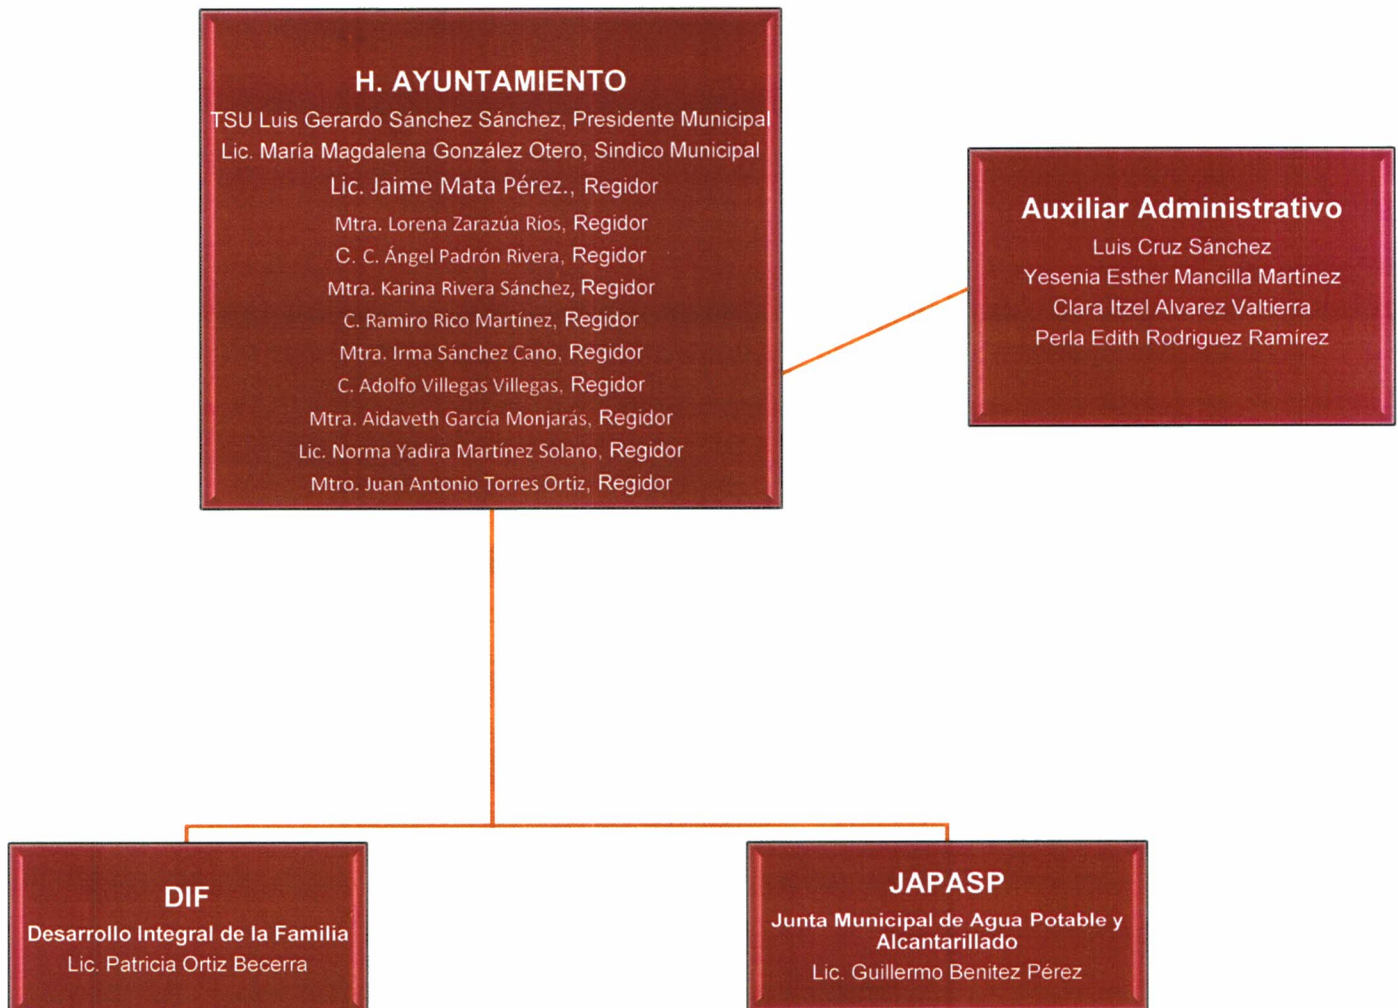 H. AYUNTAMIENTO
TSU Luis Gerardo Sánchez Sánchez, Presidente Municipal
Lic. María Magdalena González Otero, Sindico Municipal
Lic. Jaime Mata Pérez., Regidor
Mtra. Lorena Zarazúa Rios, Regidor
C. C. Ángel Padrón Rivera, Regidor
Mtra. Karina Rivera Sánchez, Regidor
C. Ramiro Rico Martínez, Regidor
Mtra. Irma Sánchez Cano, Regidor
C. Adolfo Villegas Villegas, Regidor
Mtra. Aidaveth García Monjarás, Regidor
Lic. Norma Yadira Martínez Solano, Regidor
Mtro. Juan Antonio Torres Ortiz, Regidor
Auxiliar Administrativo
Luis Cruz Sánchez
Yesenia Esther Mancilla Martínez
Clara Itzel Alvarez Valtierra
Perla Edith Rodriguez Ramírez
DIF
Desarrollo Integral de la Familia
Lic. Patricia Ortiz Becerra
JAPASP
Junta Municipal de Agua Potable y
Alcantarillado
Lic. Guillermo Benitez Pérez